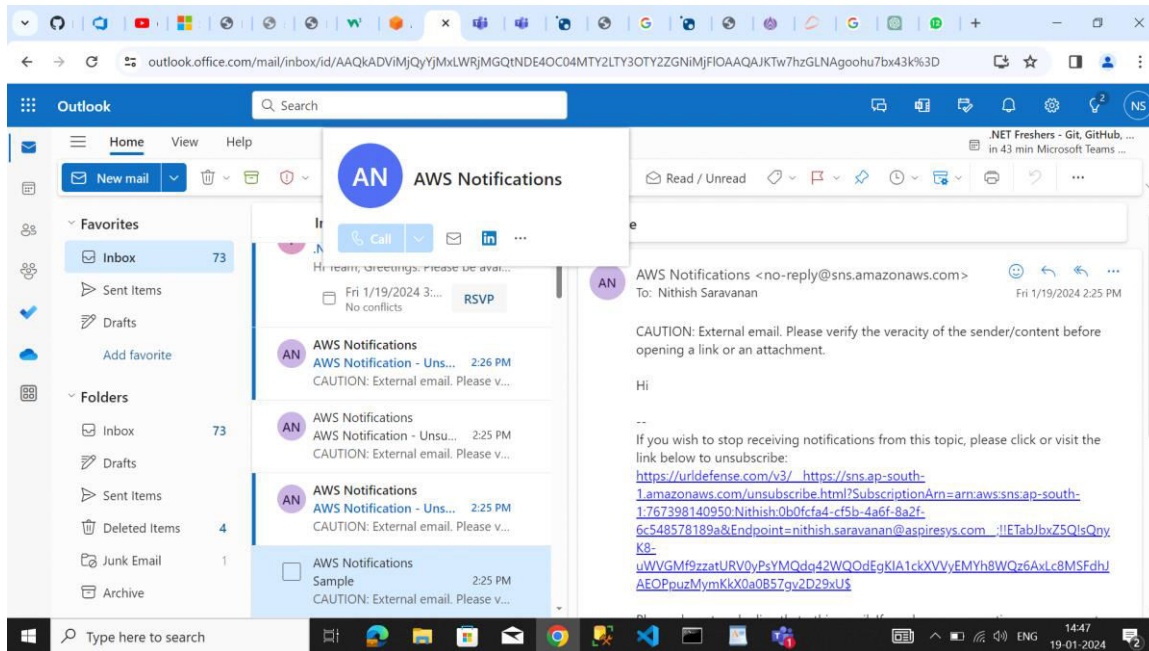 outlook.office.com/mail/inbox/id/AAQkADViMjQyYjMxLWRjMGQtNDE4OC04MTY2LTY3OTY2ZGNiMjFlOAAQAJKTw7hzGLNAgoohu7bx43k%3D
Outlook
Search
2
NS
Home View Help
.NET Freshers - Git, GitHub, ...
in 43 min Microsoft Teams ...
New mail
Read / Unread
AN
AWS Notifications
Call
in
Favorites
Inbox 73
Sent Items
Drafts
Add favorite
Folders
Inbox 73
Drafts
Sent Items
Deleted Items 4
Junk Email 1
Archive
Hi Team, Greetings. Please be avai...
Fri 1/19/2024 3:...
No conflicts
RSVP
AN
AWS Notifications
AWS Notification - Uns... 2:26 PM
CAUTION: External email. Please v...
AN
AWS Notifications
AWS Notification - Unsu... 2:25 PM
CAUTION: External email. Please v...
AN
AWS Notifications
AWS Notification - Uns... 2:25 PM
CAUTION: External email. Please v...
AWS Notifications
Sample 2:25 PM
CAUTION: External email. Please v...
AN
AWS Notifications <no-reply@sns.amazonaws.com>
To: Nithish Saravanan
Fri 1/19/2024 2:25 PM
CAUTION: External email. Please verify the veracity of the sender/content before
opening a link or an attachment.
Hi
--
If you wish to stop receiving notifications from this topic, please click or visit the
link below to unsubscribe:
https://urldefense.com/v3/__https://sns.ap-south-
1.amazonaws.com/unsubscribe.html?SubscriptionArn=arn:aws:sns:ap-south-
1:767398140950:Nithish:0b0fcfa4-cf5b-4a6f-8a2f-
6c548578189a&Endpoint=nithish.saravanan@aspiresys.com__;!!ETabJbxZ5Q!sQny
K8-
uWVGMf9zzatURV0yPsYMQdq42WQOdEgKIA1ckXVVyEMYh8WQz6AxLc8MSFdhJ
AEOPpuzMymKkX0a0B57gv2D29xU$
Type here to search
ENG
14:47
19-01-2024
2